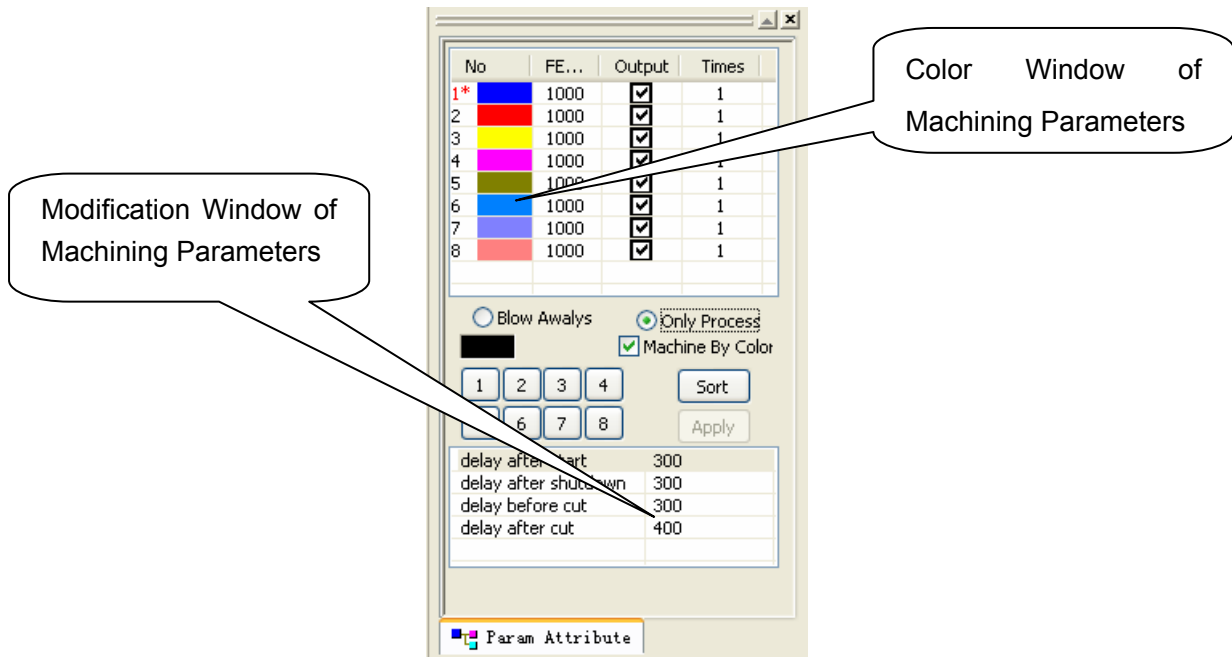 No FE... Output Times
1* 1000 1
2 1000 1
3 1000 1
4 1000 1
5 1000 1
6 1000 1
7 1000 1
8 1000 1
Color Window of
Machining Parameters
Modification Window of
Machining Parameters
Blow Awalys Only Process
Machine By Color
1 2 3 4 Sort
6 7 8 Apply
delay after start 300
delay after shutdown 300
delay before cut 300
delay after cut 400
Param Attribute